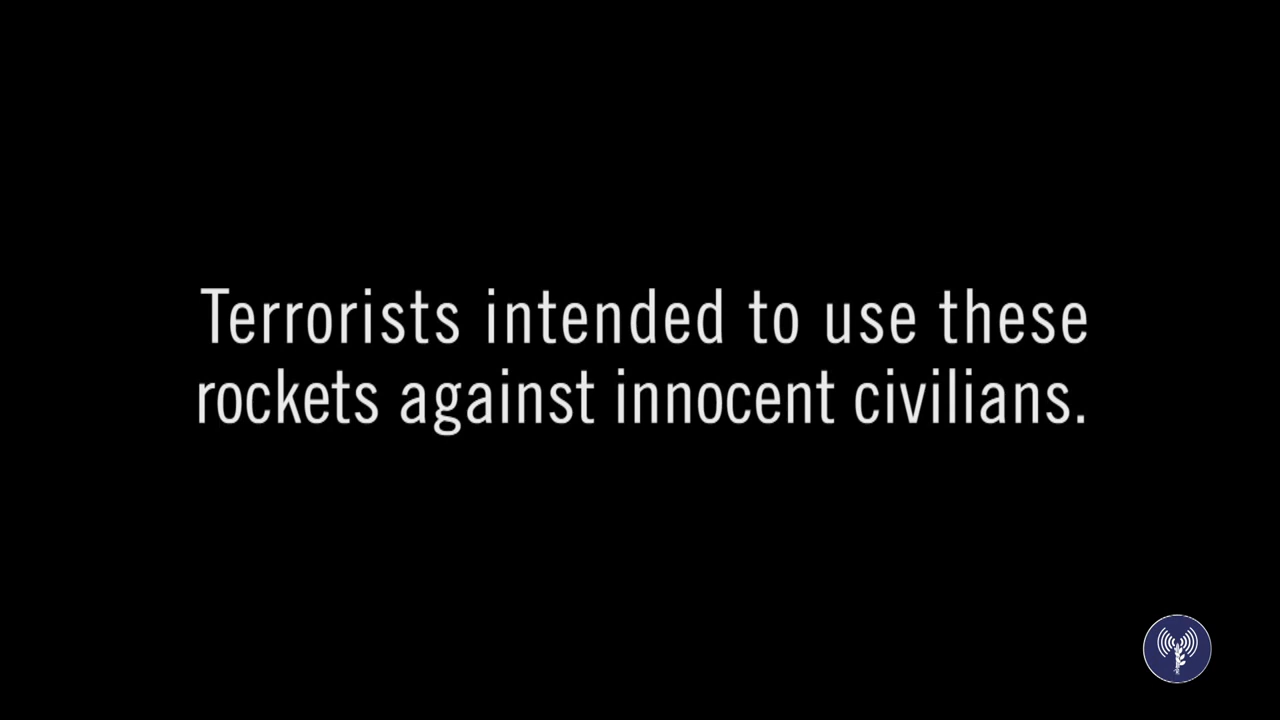 Terrorists intended to use these
rockets against innocent civilians.